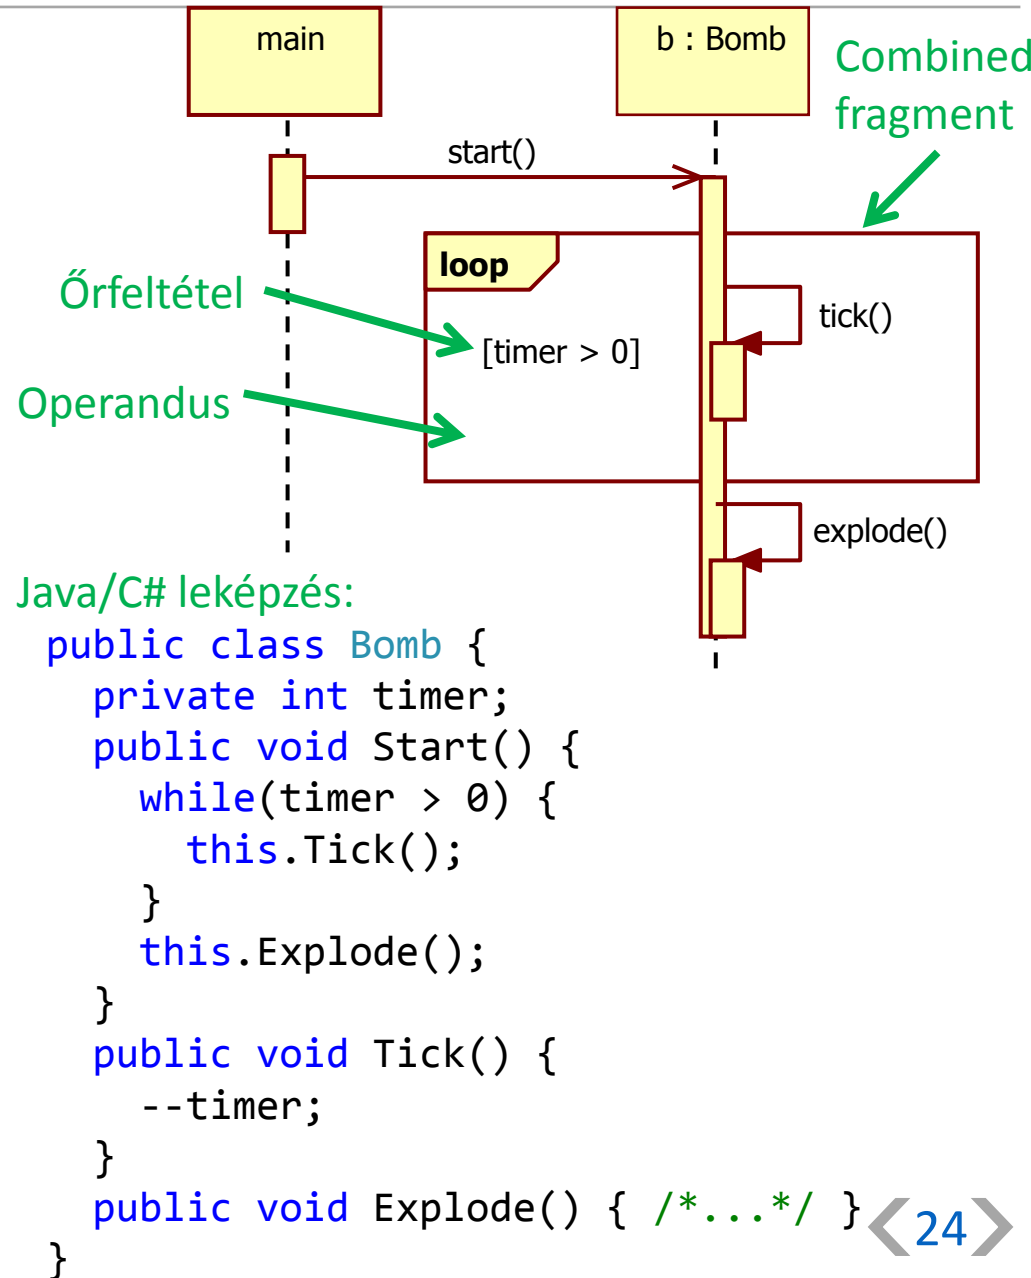 main
b : Bomb
Combined
fragment
start()
loop
Őrfeltétel
tick()
[timer > 0]
Operandus
explode()
Java/C# leképzés:
public class Bomb {
private int timer;
public void Start() {
while(timer > 0) {
this.Tick();
}
this.Explode();
}
public void Tick() {
--timer;
}
public void Explode() { /*...*/ }
24
}